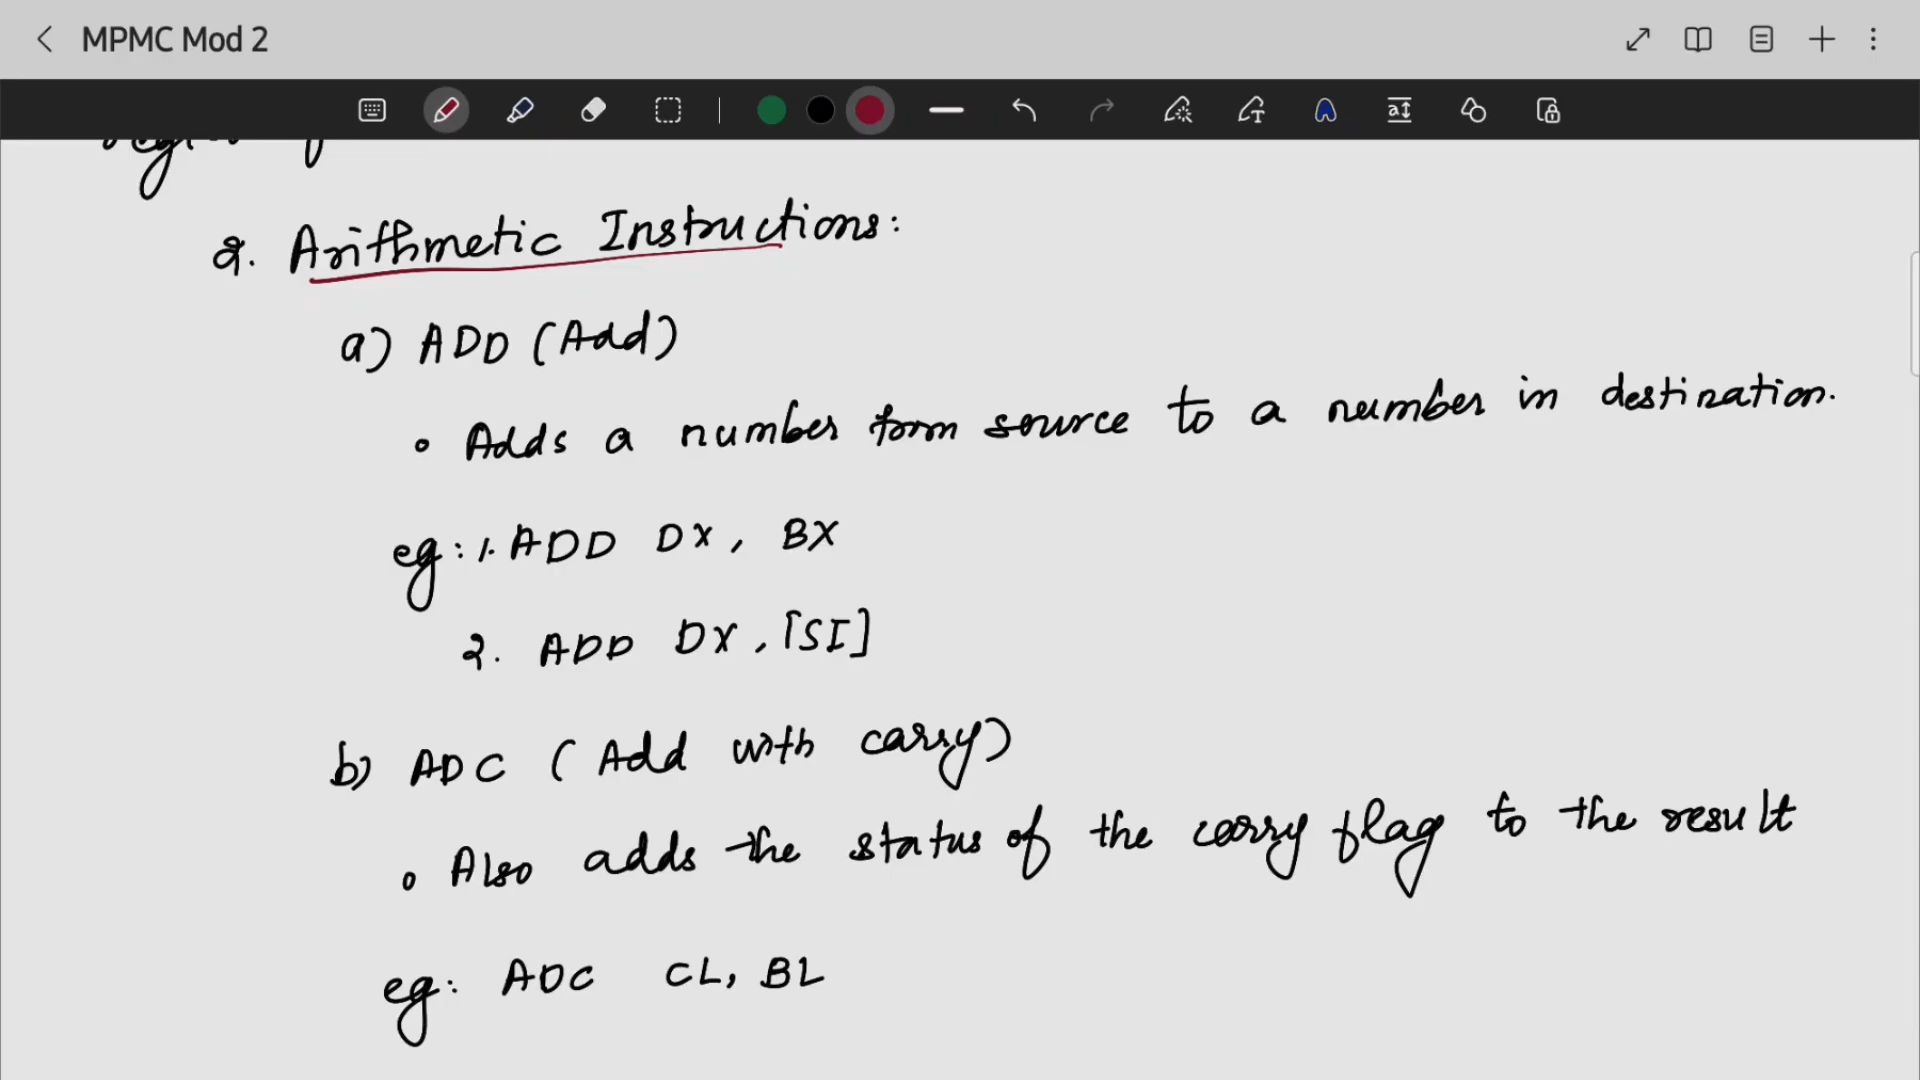 MPMC Mod 2
2. Arithmetic Instructions:
a) ADD (Add)
• Adds a number form source to a number in destination.
eg: 1. ADD DX, BX
2. ADD DX, [SI]
b) ADC (Add with carry)
• Also adds the status of the carry flag to the result
eg: ADC CL, BL